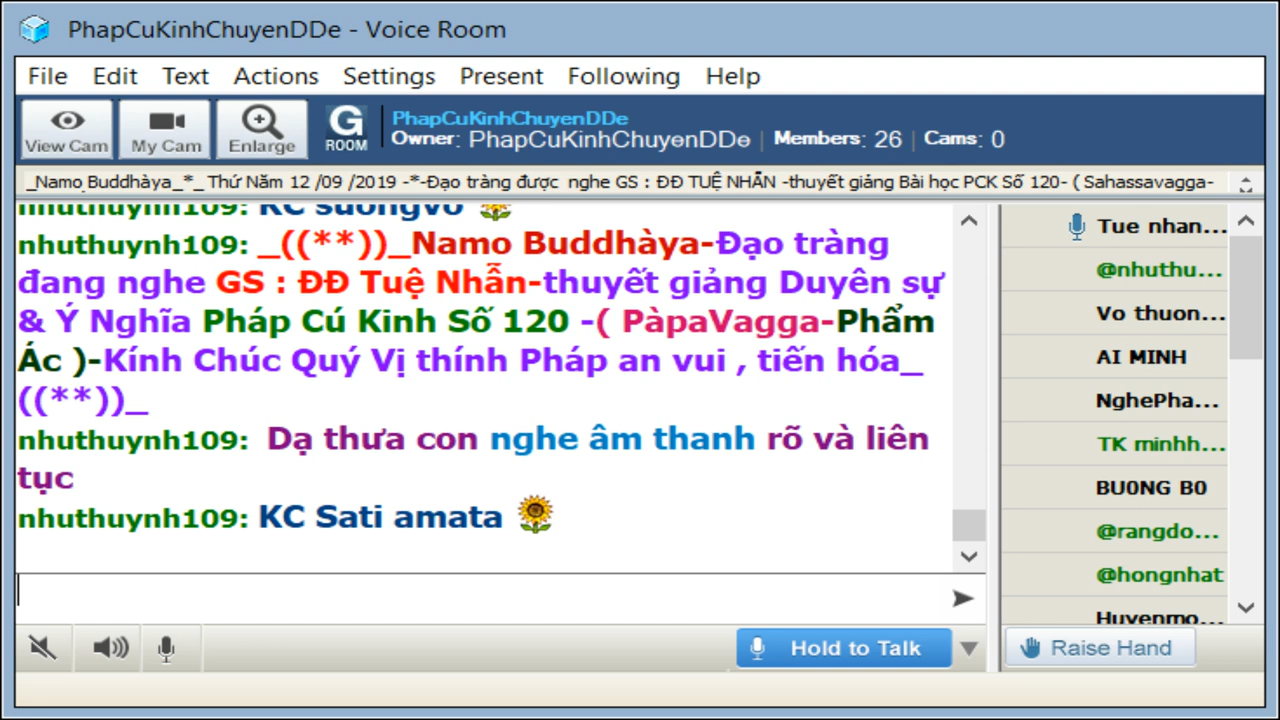 PhapCuKinhChuyenDDe - Voice Room
File Edit Text Actions Settings Present Following Help
View Cam My Cam Enlarge G ROOM
PhapCuKinhChuyenDDe
Owner: PhapCuKinhChuyenDDe | Members: 26 | Cams: 0
_Namo Buddhàya_*_ Thứ Năm 12 /09 /2019 -*-Đạo tràng được nghe GS : ĐĐ TUỆ NHẪN -thuyết giảng Bài học PCK Số 120- ( Sahassavagga-
nhuthuynh109: KC suongvo
nhuthuynh109: _((**))_Namo Buddhàya-Đạo tràng
đang nghe GS : ĐĐ Tuệ Nhẫn-thuyết giảng Duyên sự
& Ý Nghĩa Pháp Cú Kinh Số 120 -( PàpaVagga-Phẩm
Ác )-Kính Chúc Quý Vị thính Pháp an vui , tiến hóa_
((**))_
nhuthuynh109: Dạ thưa con nghe âm thanh rõ và liên
tục
nhuthuynh109: KC Sati amata
Tue nhan...
@nhuthu...
Vo thuon...
AI MINH
NghePha...
TK minhh...
BU0NG B0
@rangdo...
@hongnhat
Huyenmo...
Hold to Talk
Raise Hand